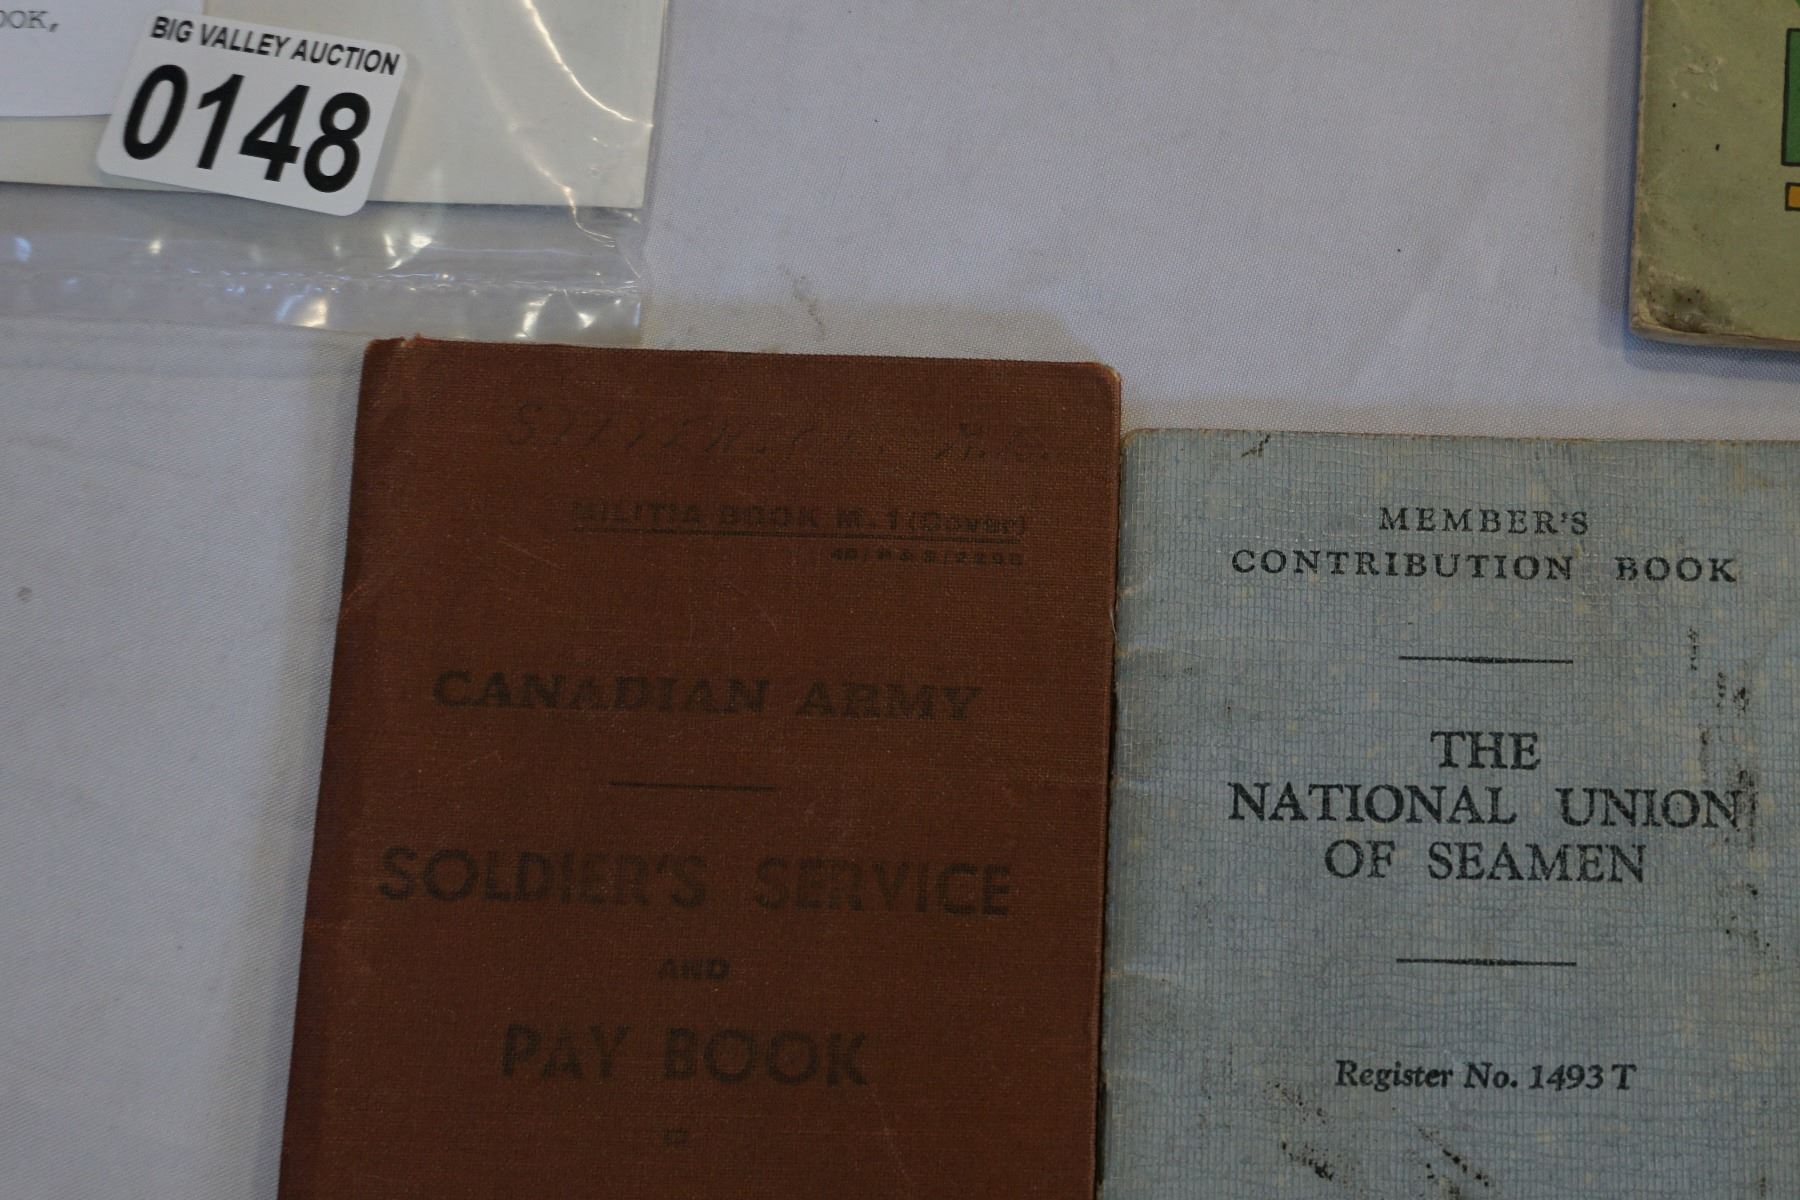 BIG VALLEY AUCTION
0148
MILITIA BOOK M. 1 (Cover)
CANADIAN ARMY
SOLDIER'S SERVICE
AND
PAY BOOK
MEMBER'S
CONTRIBUTION BOOK
THE
NATIONAL UNION
OF SEAMEN
Register No. 1493 T